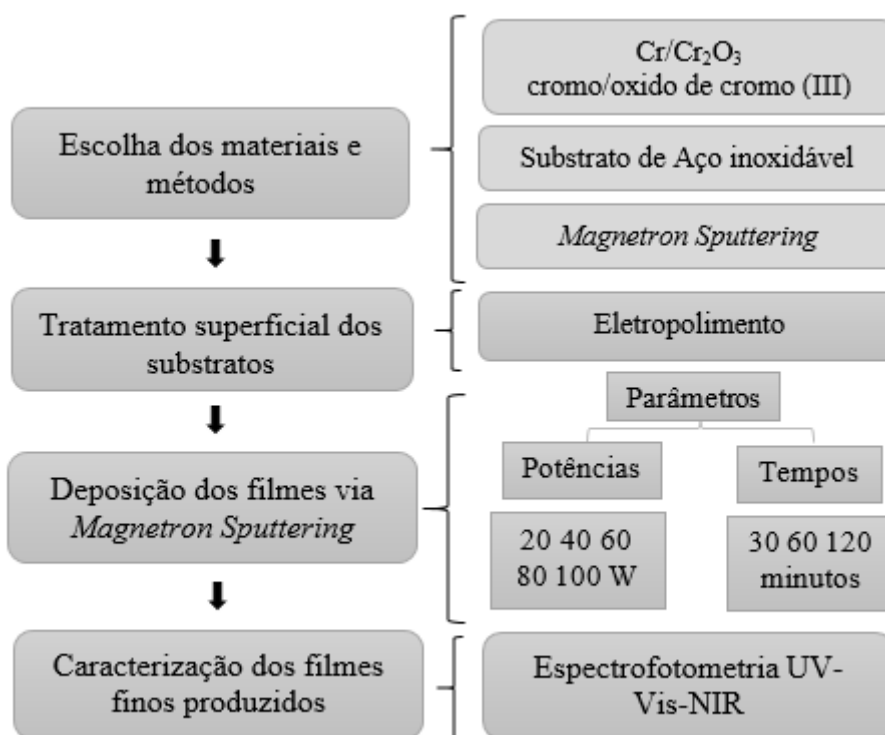 Escolha dos materiais e
métodos
Cr/Cr₂O₃
cromo/oxido de cromo (III)
Substrato de Aço inoxidável
Magnetron Sputtering
Tratamento superficial dos
substratos
Eletropolimento
Deposição dos filmes via
Magnetron Sputtering
Parâmetros
Potências
20 40 60
80 100 W
Tempos
30 60 120
minutos
Caracterização dos filmes
finos produzidos
Espectrofotometria UV-
Vis-NIR